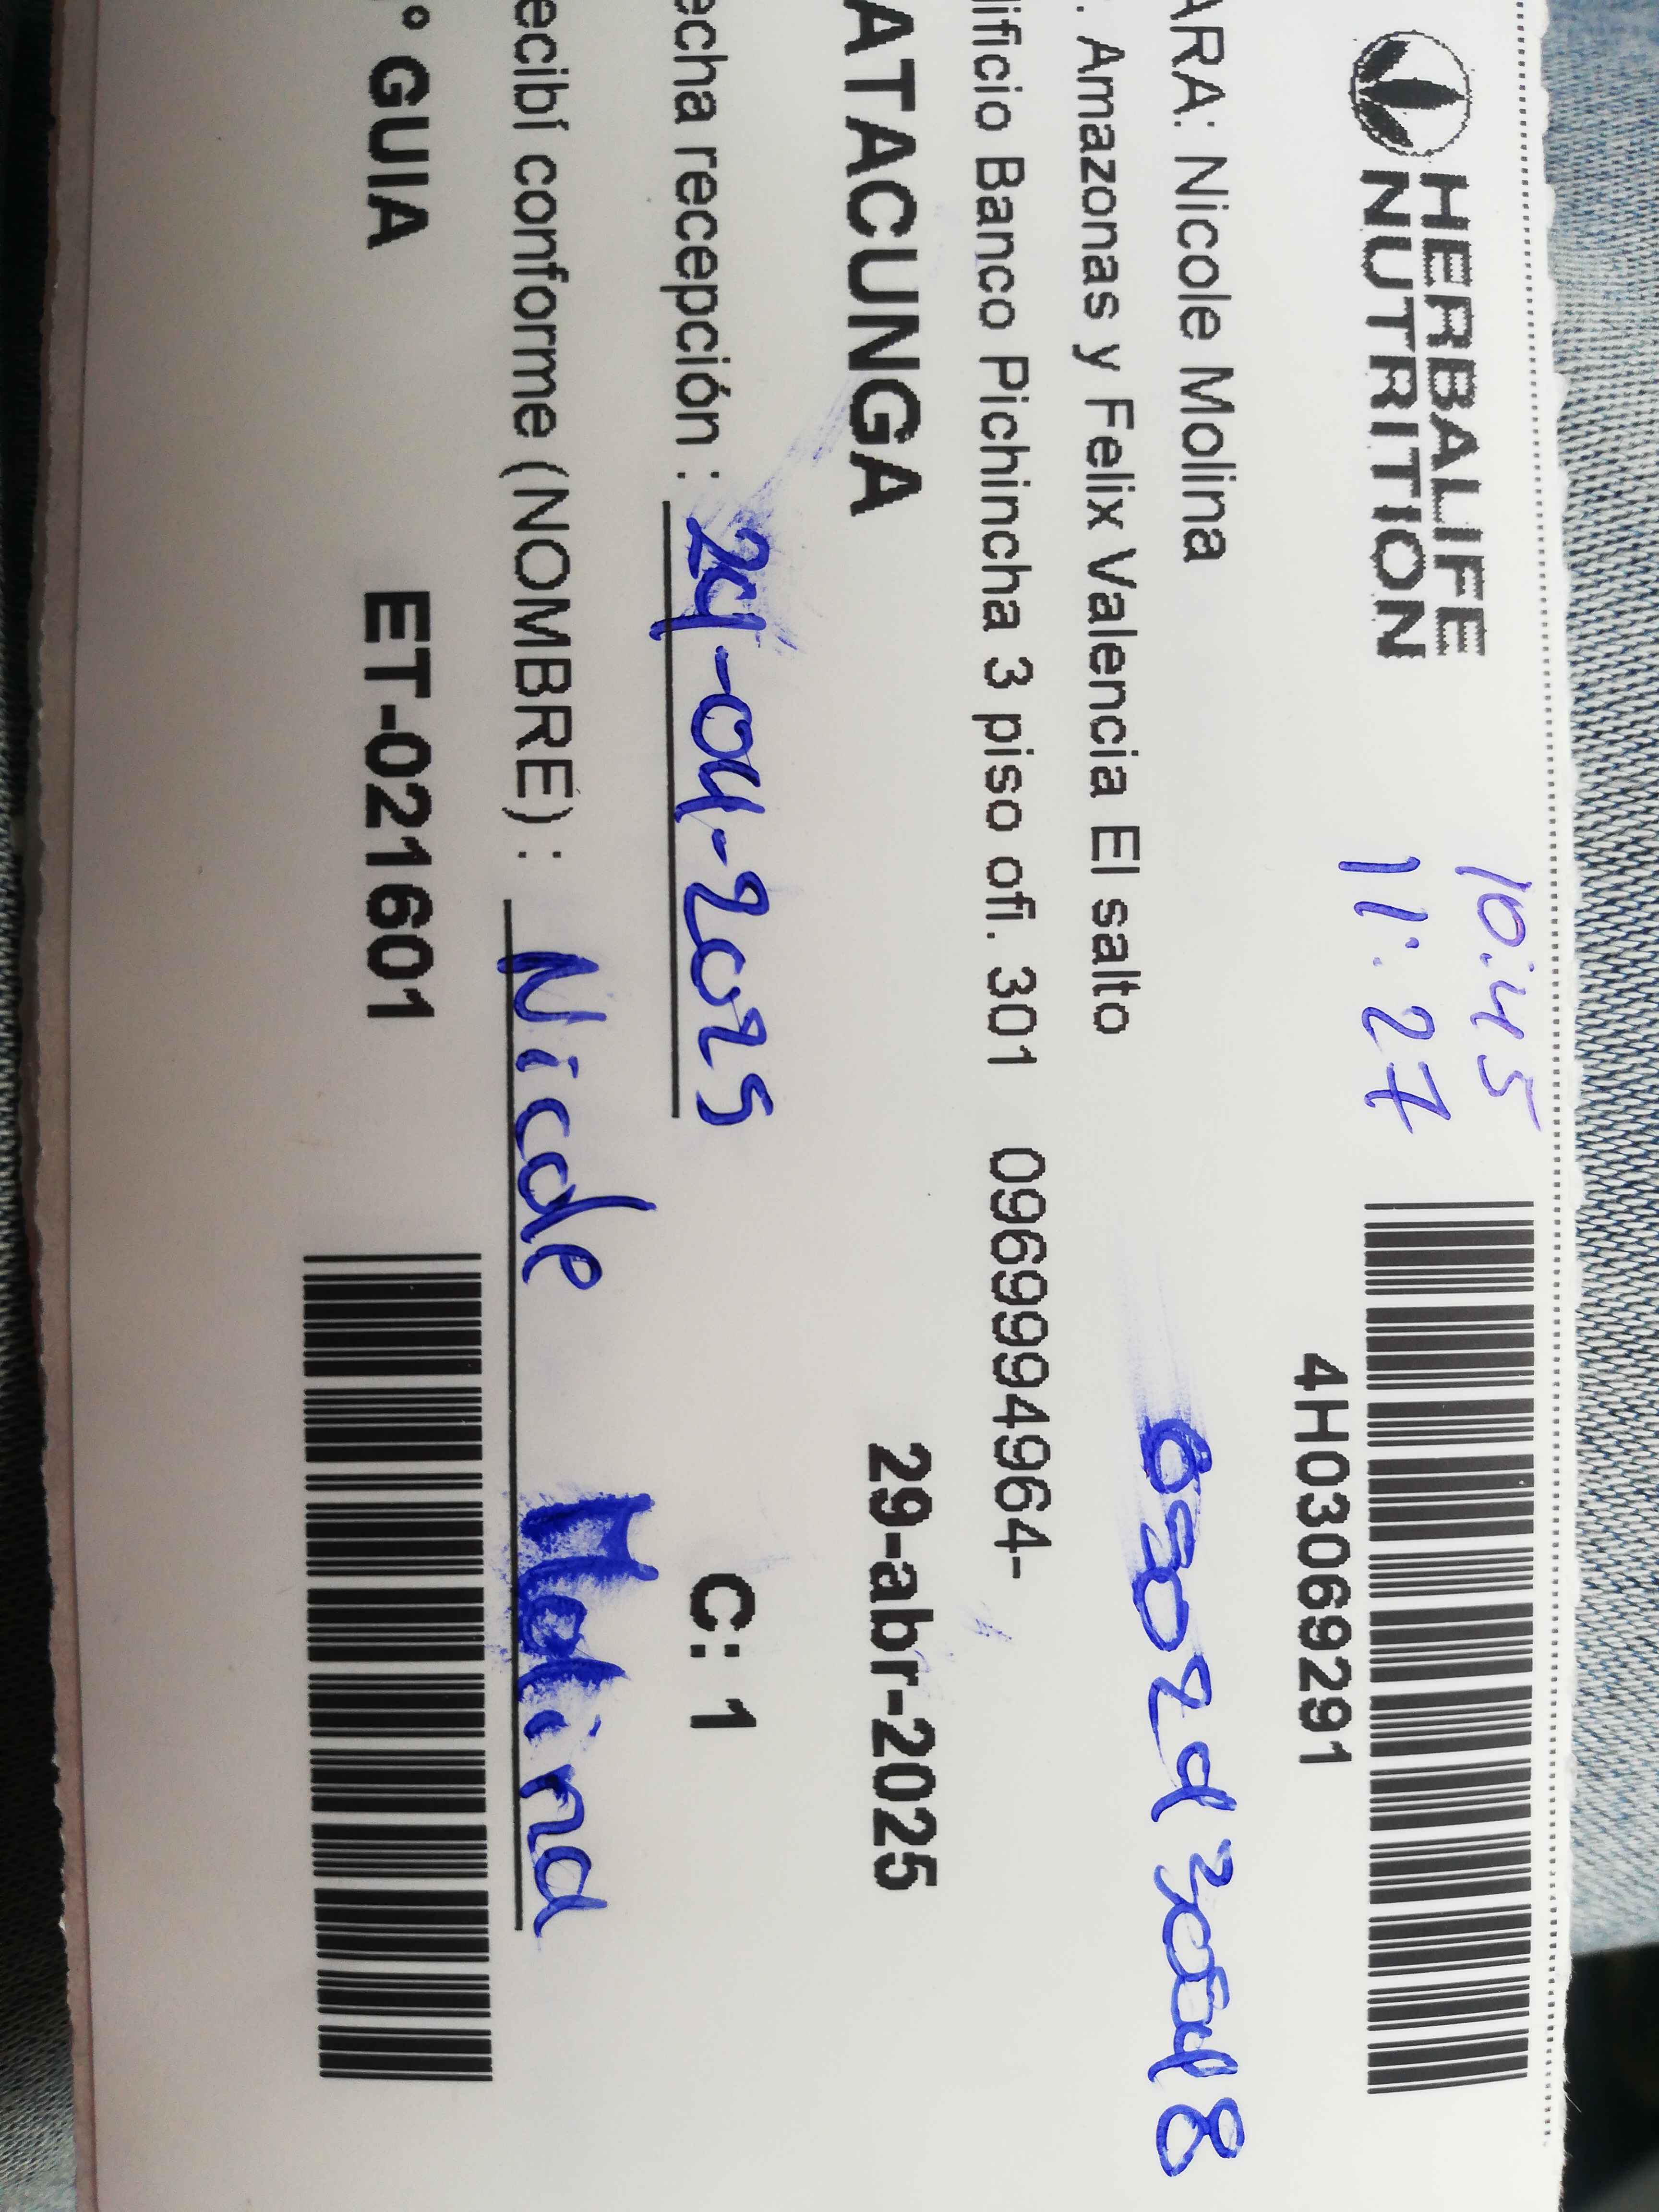 HERBALIFE
NUTRITION
10:45
11:27
4H03069291
ARA: Nicole Molina
. Amazonas y Felix Valencia El salto
0502430548
dificio Banco Pichincha 3 piso ofi. 301 0969994964-
ATACUNGA 29-abr-2025
echa recepción : 24-04-2025 C: 1
ecibí conforme (NOMBRE) : Nicole Molina
° GUIA ET-021601